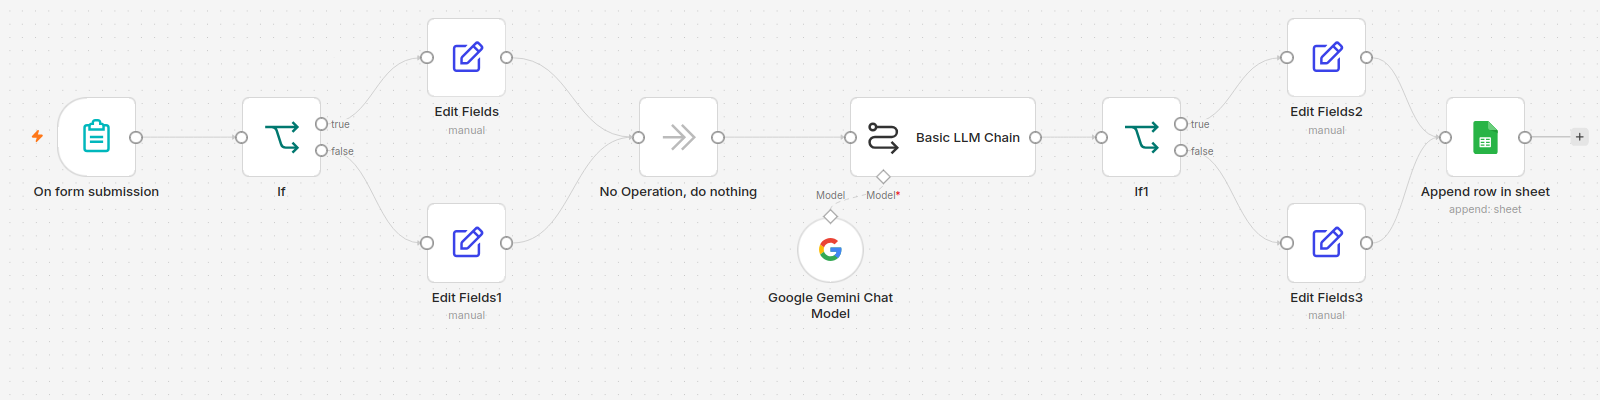 On form submission
If
true
false
Edit Fields
manual
Edit Fields1
manual
No Operation, do nothing
Basic LLM Chain
Model
Model*
Google Gemini Chat
Model
If1
true
false
Edit Fields2
manual
Edit Fields3
manual
Append row in sheet
append: sheet
+